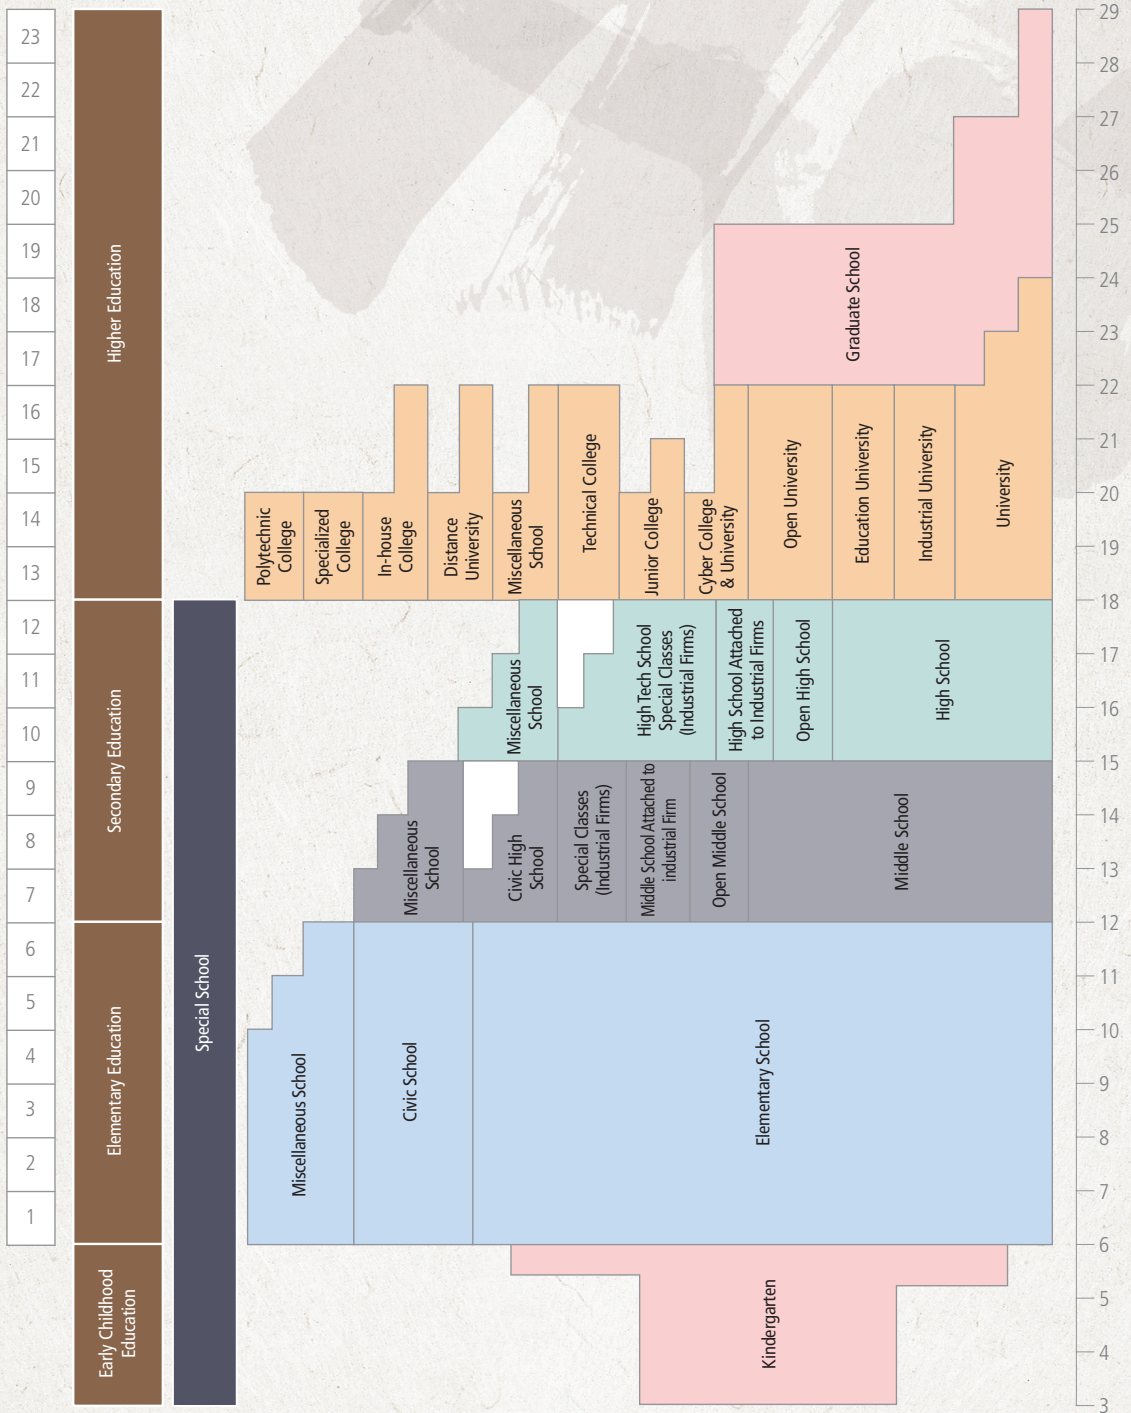 23
22
21
20
19
18
17
16
15
14
13
12
11
10
9
8
7
6
5
4
3
2
1
Higher Education
Secondary Education
Elementary Education
Early Childhood
Education
Special School
Graduate School
Polytechnic
College
Specialized
College
In-house
College
Distance
University
Miscellaneous
School
Technical College
Junior College
Cyber College
& University
Open University
Education University
Industrial University
University
Miscellaneous
School
High Tech School
Special Classes
(Industrial Firms)
High School Attached
to Industrial Firms
Open High School
High School
Miscellaneous
School
Civic High
School
Special Classes
(Industrial Firms)
Middle School Attached to
industrial Firm
Open Middle School
Middle School
Miscellaneous School
Civic School
Elementary School
Kindergarten
29
28
27
26
25
24
23
22
21
20
19
18
17
16
15
14
13
12
11
10
9
8
7
6
5
4
3